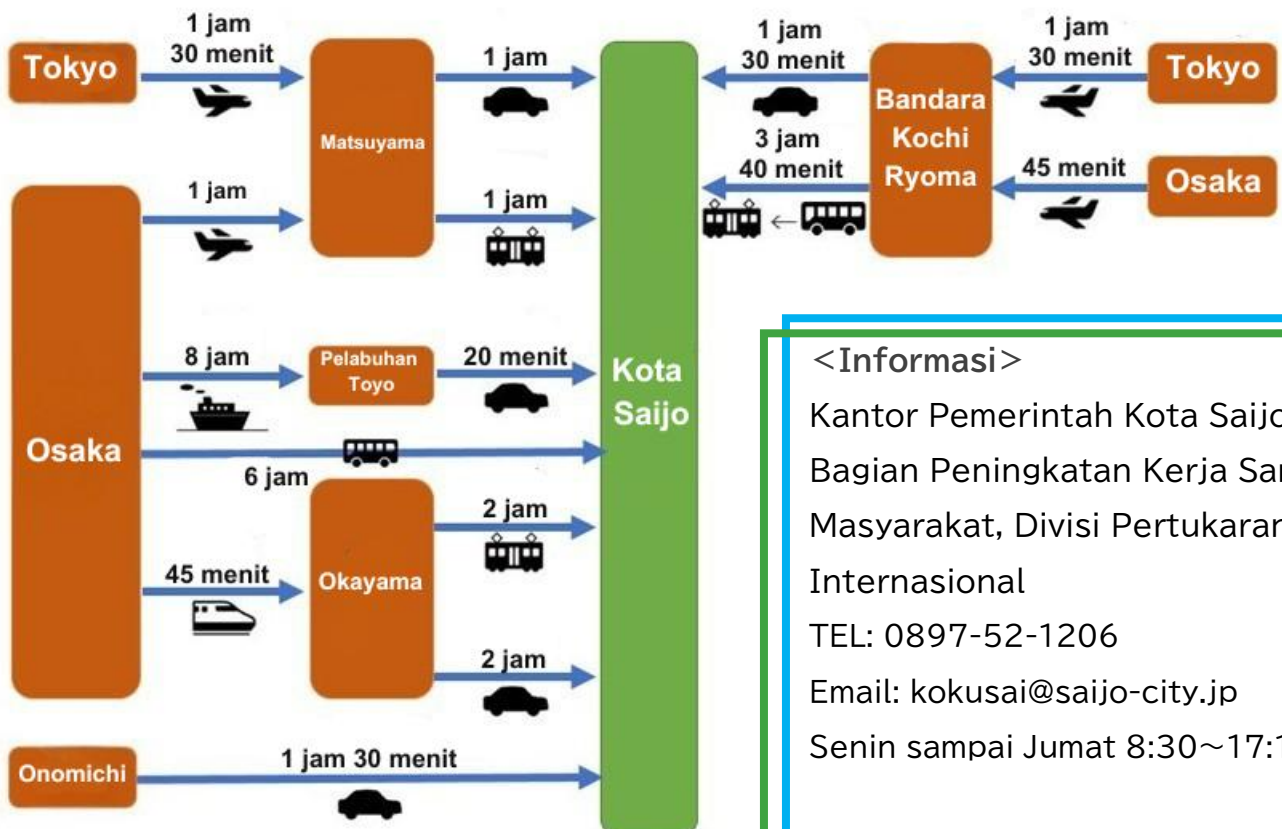 Tokyo
1 jam
30 menit
Matsuyama
1 jam
1 jam
1 jam
Osaka
8 jam
Pelabuhan
Toyo
20 menit
6 jam
45 menit
Okayama
2 jam
2 jam
Onomichi
1 jam 30 menit
Kota
Saijo
1 jam
30 menit
3 jam
40 menit
Bandara
Kochi
Ryoma
1 jam
30 menit
Tokyo
45 menit
Osaka
<Informasi>
Kantor Pemerintah Kota Saijo
Bagian Peningkatan Kerja
Masyarakat, Divisi Pertukaran
Internasional
TEL: 0897-52-1206
Email: kokusai@saijo-city.jp
Senin sampai Jumat 8:30~